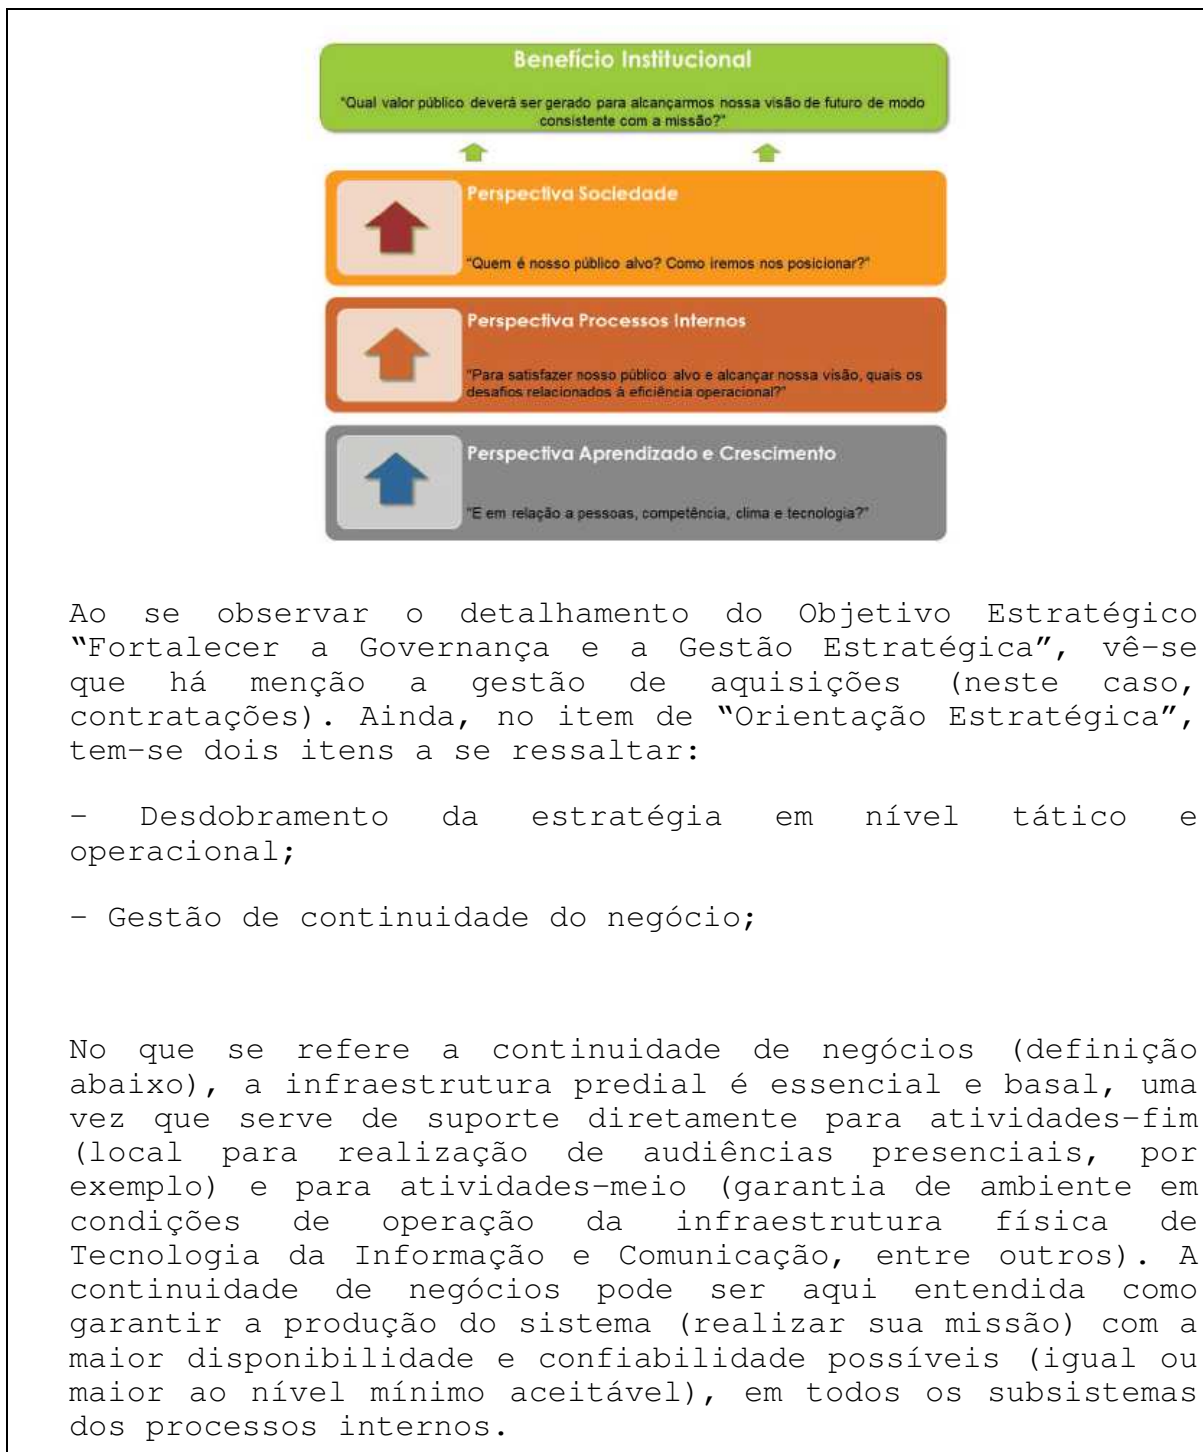 Benefício Institucional
"Qual valor público deverá ser gerado para alcançarmos nossa visão de futuro de modo
consistente com a missão?"
Perspectiva Sociedade
"Quem é nosso público alvo? Como iremos nos posicionar?"
Perspectiva Processos Internos
"Para satisfazer nosso público alvo e alcançar nossa visão, quais os
desafios relacionados à eficiência operacional?"
Perspectiva Aprendizado e Crescimento
"E em relação a pessoas, competência, clima e tecnologia?"
Ao se observar o detalhamento do Objetivo Estratégico
“Fortalecer a Governança e a Gestão Estratégica”, vê-se
que há menção a gestão de aquisições (neste caso,
contratações). Ainda, no item de “Orientação Estratégica”,
tem-se dois itens a se ressaltar:
- Desdobramento da estratégia em nível tático e
operacional;
- Gestão de continuidade do negócio;
No que se refere a continuidade de negócios (definição
abaixo), a infraestrutura predial é essencial e basal, uma
vez que serve de suporte diretamente para atividades-fim
(local para realização de audiências presenciais, por
exemplo) e para atividades-meio (garantia de ambiente em
condições de operação da infraestrutura física de
Tecnologia da Informação e Comunicação, entre outros). A
continuidade de negócios pode ser aqui entendida como
garantir a produção do sistema (realizar sua missão) com a
maior disponibilidade e confiabilidade possíveis (igual ou
maior ao nível mínimo aceitável), em todos os subsistemas
dos processos internos.